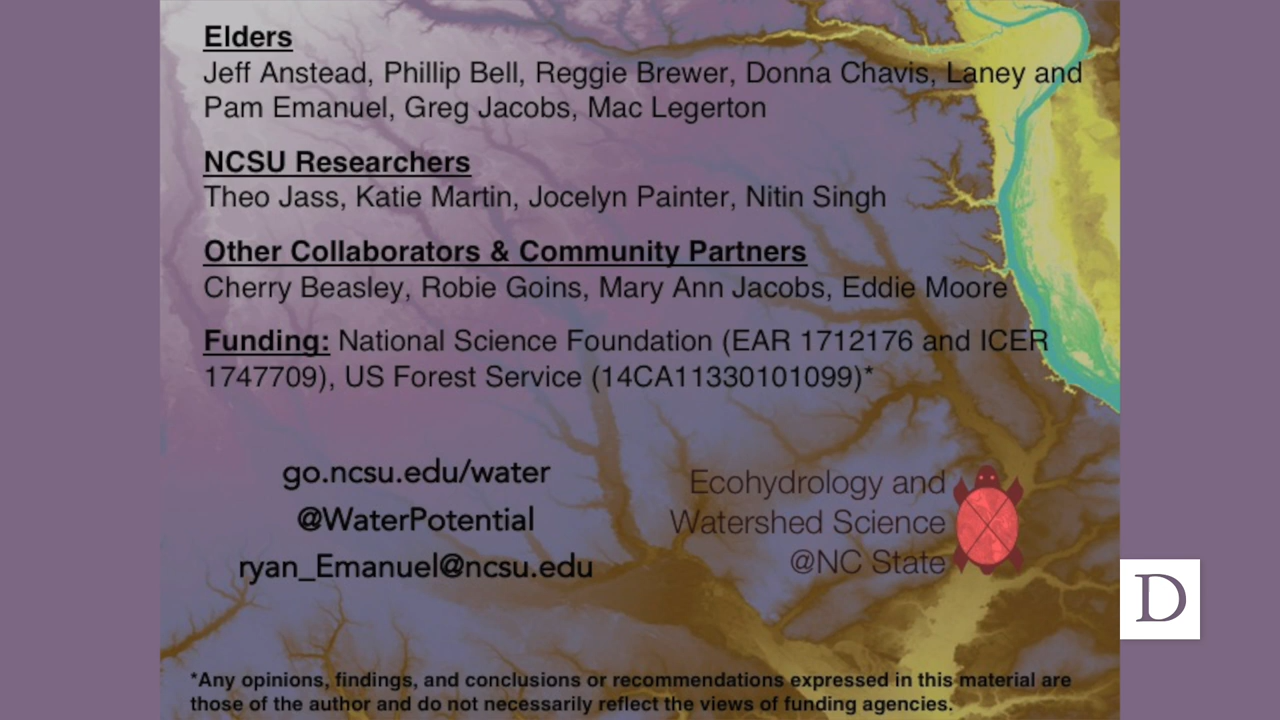 Elders
Jeff Anstead, Phillip Bell, Reggie Brewer, Donna Chavis, Laney and
Pam Emanuel, Greg Jacobs, Mac Legerton
NCSU Researchers
Theo Jass, Katie Martin, Jocelyn Painter, Nitin Singh
Other Collaborators & Community Partners
Cherry Beasley, Robie Goins, Mary Ann Jacobs, Eddie Moore
Funding: National Science Foundation (EAR 1712176 and ICER
1747709), US Forest Service (14CA11330101099)*
go.ncsu.edu/water
@WaterPotential
ryan_Emanuel@ncsu.edu
Ecohydrology and
Watershed Science
@NC State
D
*Any opinions, findings, and conclusions or recommendations expressed in this material are
those of the author and do not necessarily reflect the views of funding agencies.